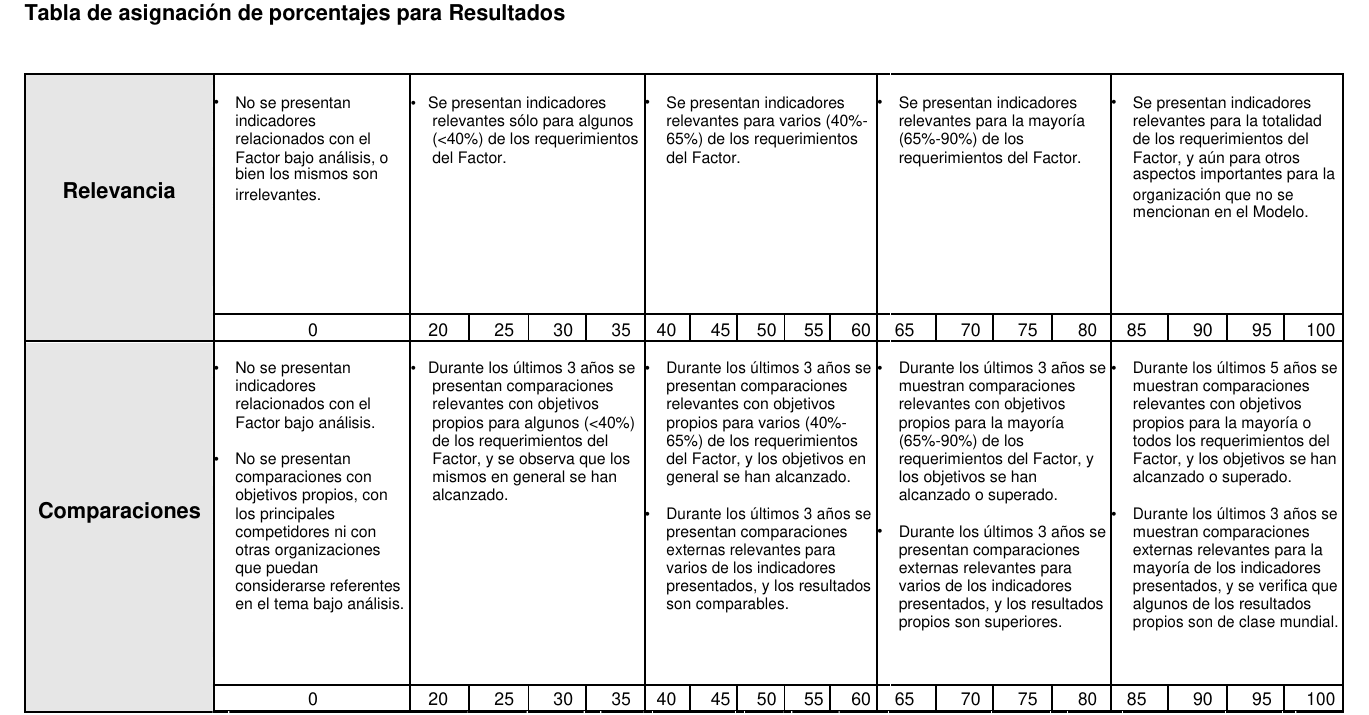 Tabla de asignación de porcentajes para Resultados
Relevancia
• No se presentan
indicadores
relacionados con el
Factor bajo análisis, o
bien los mismos son
irrelevantes.
• Se presentan indicadores
relevantes sólo para algunos
(<40%) de los requerimientos
del Factor.
• Se presentan indicadores
relevantes para varios (40%-
65%) de los requerimientos
del Factor.
• Se presentan indicadores
relevantes para la mayoría
(65%-90%) de los
requerimientos del Factor.
• Se presentan indicadores
relevantes para la totalidad
de los requerimientos del
Factor, y aún para otros
aspectos importantes para la
organización que no se
mencionan en el Modelo.
0 20 25 30 35 40 45 50 55 60 65 70 75 80 85 90 95 100
Comparaciones
• No se presentan
indicadores
relacionados con el
Factor bajo análisis.
• No se presentan
comparaciones con
objetivos propios, con
los principales
competidores ni con
otras organizaciones
que puedan
considerarse referentes
en el tema bajo análisis.
• Durante los últimos 3 años se
presentan comparaciones
relevantes con objetivos
propios para algunos (<40%)
de los requerimientos del
Factor, y se observa que los
mismos en general se han
alcanzado.
• Durante los últimos 3 años se
presentan comparaciones
relevantes con objetivos
propios para varios (40%-
65%) de los requerimientos
del Factor, y los objetivos en
general se han alcanzado.
• Durante los últimos 3 años se
presentan comparaciones
externas relevantes para
varios de los indicadores
presentados, y los resultados
son comparables.
• Durante los últimos 3 años se
muestran comparaciones
relevantes con objetivos
propios para la mayoría
(65%-90%) de los
requerimientos del Factor, y
los objetivos se han
alcanzado o superado.
• Durante los últimos 3 años se
presentan comparaciones
externas relevantes para
varios de los indicadores
presentados, y los resultados
propios son superiores.
• Durante los últimos 5 años se
muestran comparaciones
relevantes con objetivos
propios para la mayoría o
todos los requerimientos del
Factor, y los objetivos se han
alcanzado o superado.
• Durante los últimos 3 años se
muestran comparaciones
externas relevantes para la
mayoría de los indicadores
presentados, y se verifica que
algunos de los resultados
propios son de clase mundial.
0 20 25 30 35 40 45 50 55 60 65 70 75 80 85 90 95 100